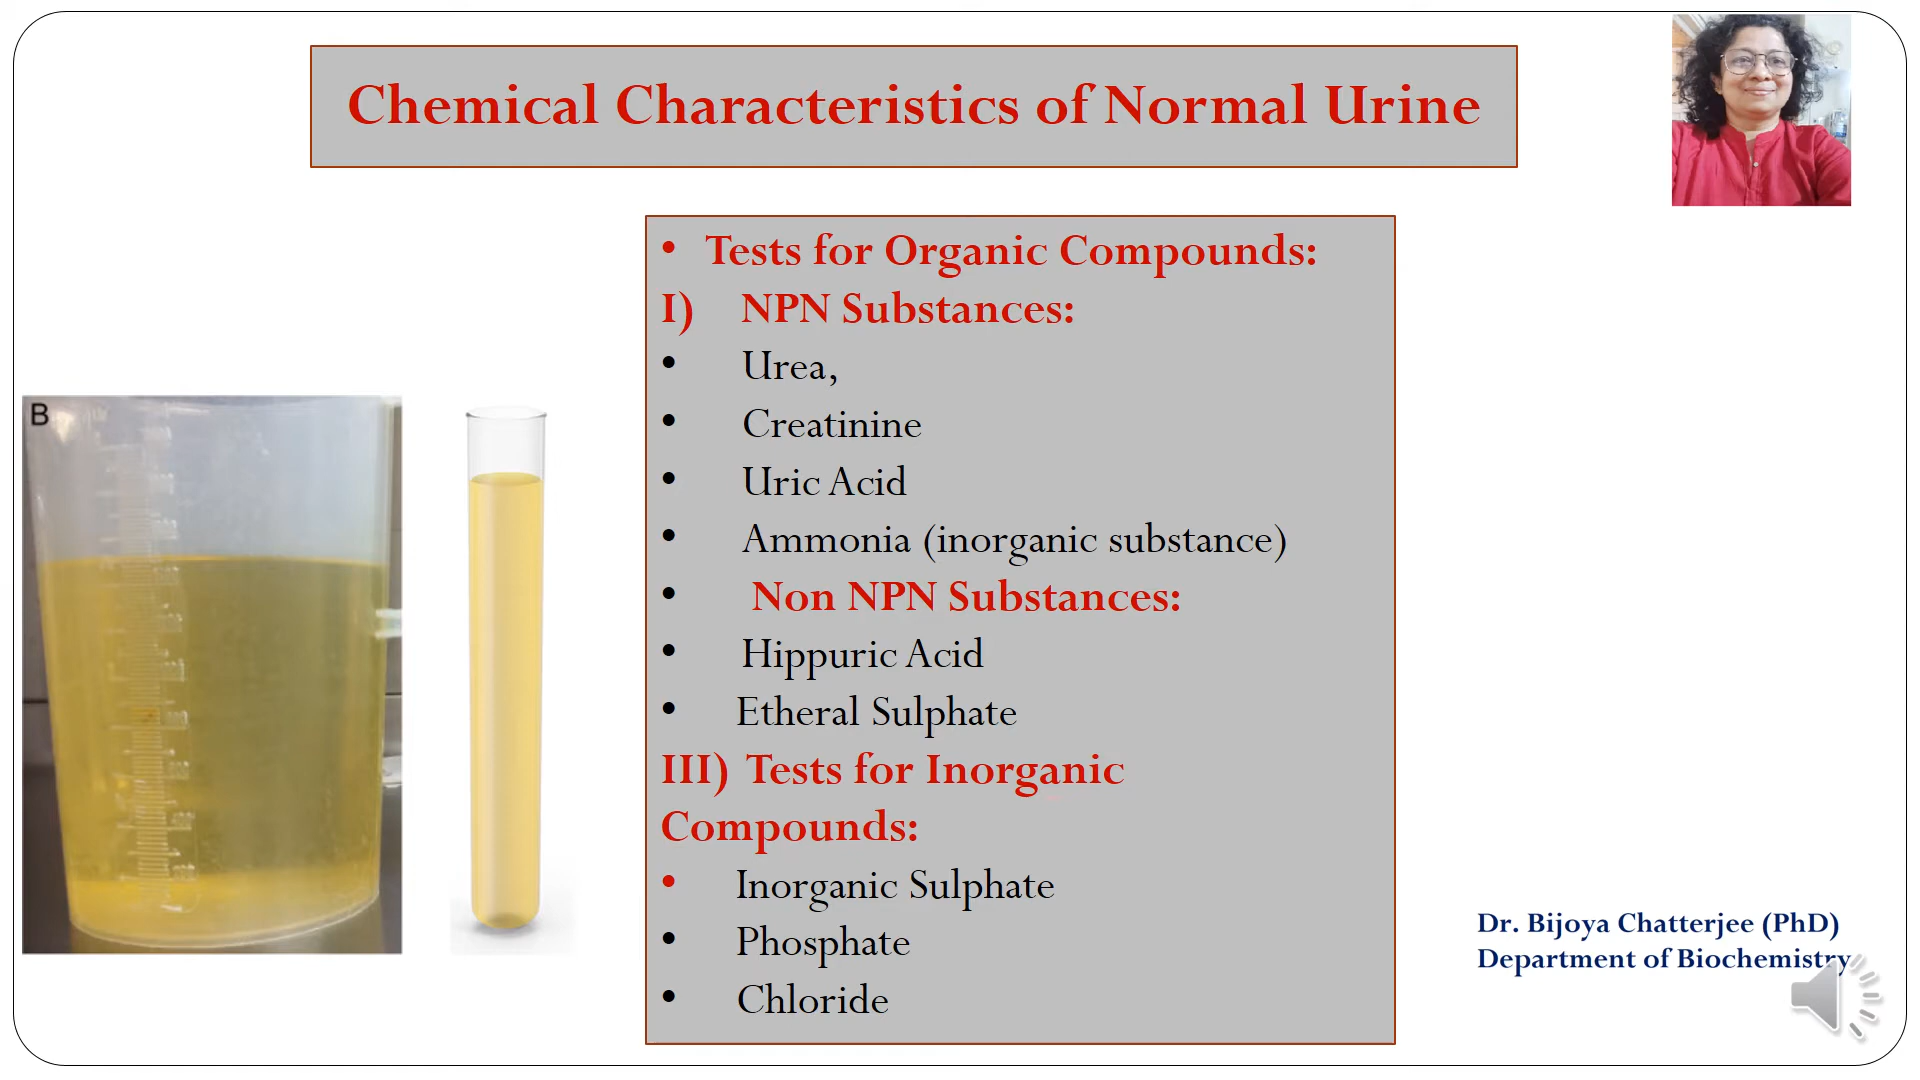 Chemical Characteristics of Normal Urine
• Tests for Organic Compounds:
I) NPN Substances:
• Urea,
• Creatinine
• Uric Acid
• Ammonia (inorganic substance)
• Non NPN Substances:
• Hippuric Acid
• Etheral Sulphate
III) Tests for Inorganic
Compounds:
• Inorganic Sulphate
• Phosphate
• Chloride
B
Dr. Bijoya Chatterjee (PhD)
Department of Biochemistry